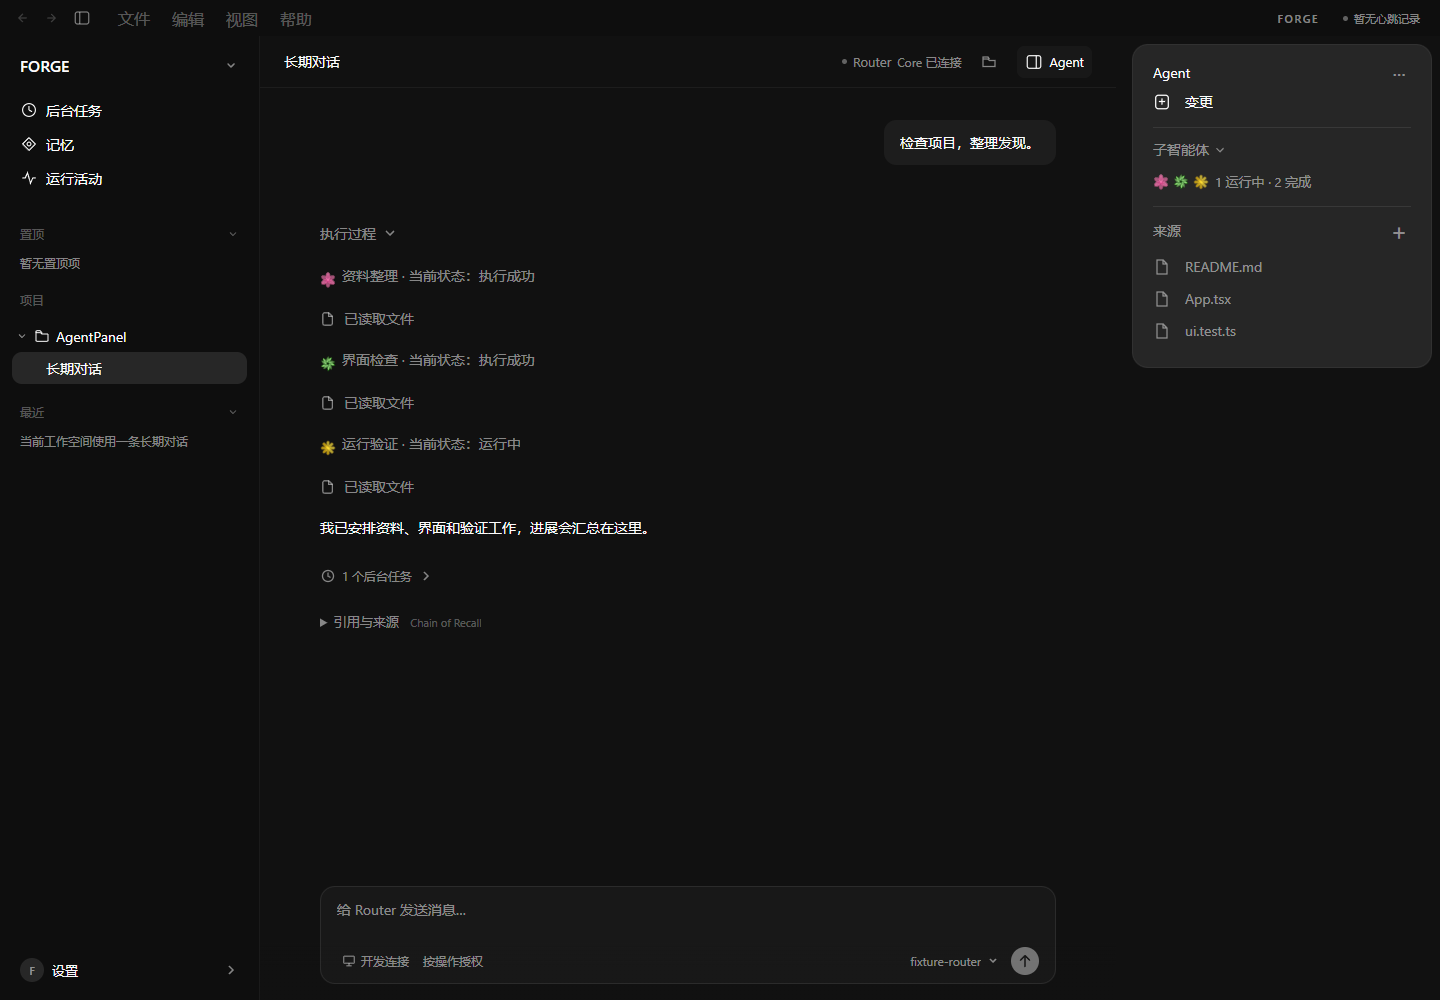 文件 编辑 视图 帮助
FORGE 暂无心跳记录
FORGE
后台任务
记忆
运行活动
置顶
暂无置顶项
项目
AgentPanel
长期对话
最近
当前工作空间使用一条长期对话
F 设置
长期对话
Router Core 已连接
Agent
检查项目，整理发现。
执行过程
资料整理 · 当前状态：执行成功
已读取文件
界面检查 · 当前状态：执行成功
已读取文件
运行验证 · 当前状态：运行中
已读取文件
我已安排资料、界面和验证工作，进展会汇总在这里。
1 个后台任务
引用与来源 Chain of Recall
给 Router 发送消息...
开发连接 按操作授权
fixture-router
Agent
变更
子智能体
1 运行中 · 2 完成
来源
README.md
App.tsx
ui.test.ts